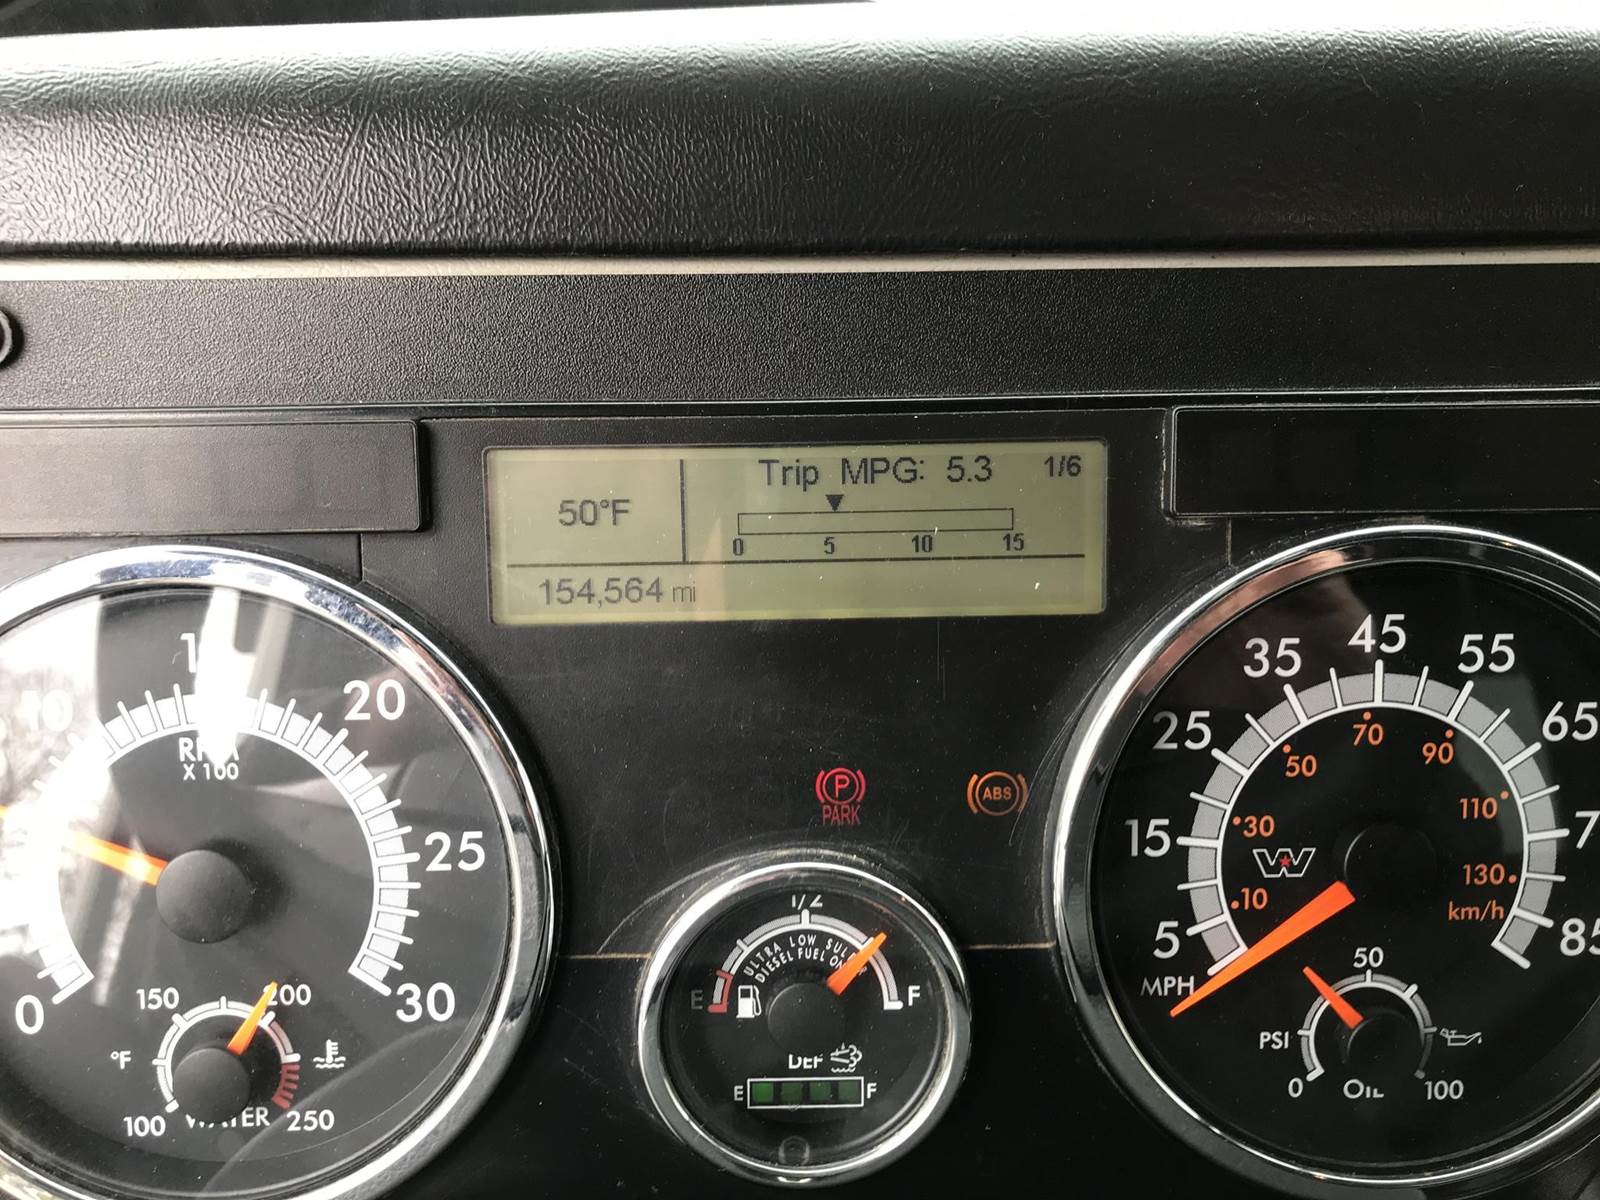 Trip MPG: 5.3 1/6
50°F
0 5 10 15
154,564 mi
10 20 25 30 0
RPM
X 100
150 200
°F
100 WATER 250
P
PARK
ABS
1/2
ULTRA LOW SULFUR
DIESEL FUEL ONLY
E F
DEF
E F
5 15 25 35 45 55 65 85
MPH
10 30 50 70 90 110 130
km/h
W
50
PSI
0 OIL 100